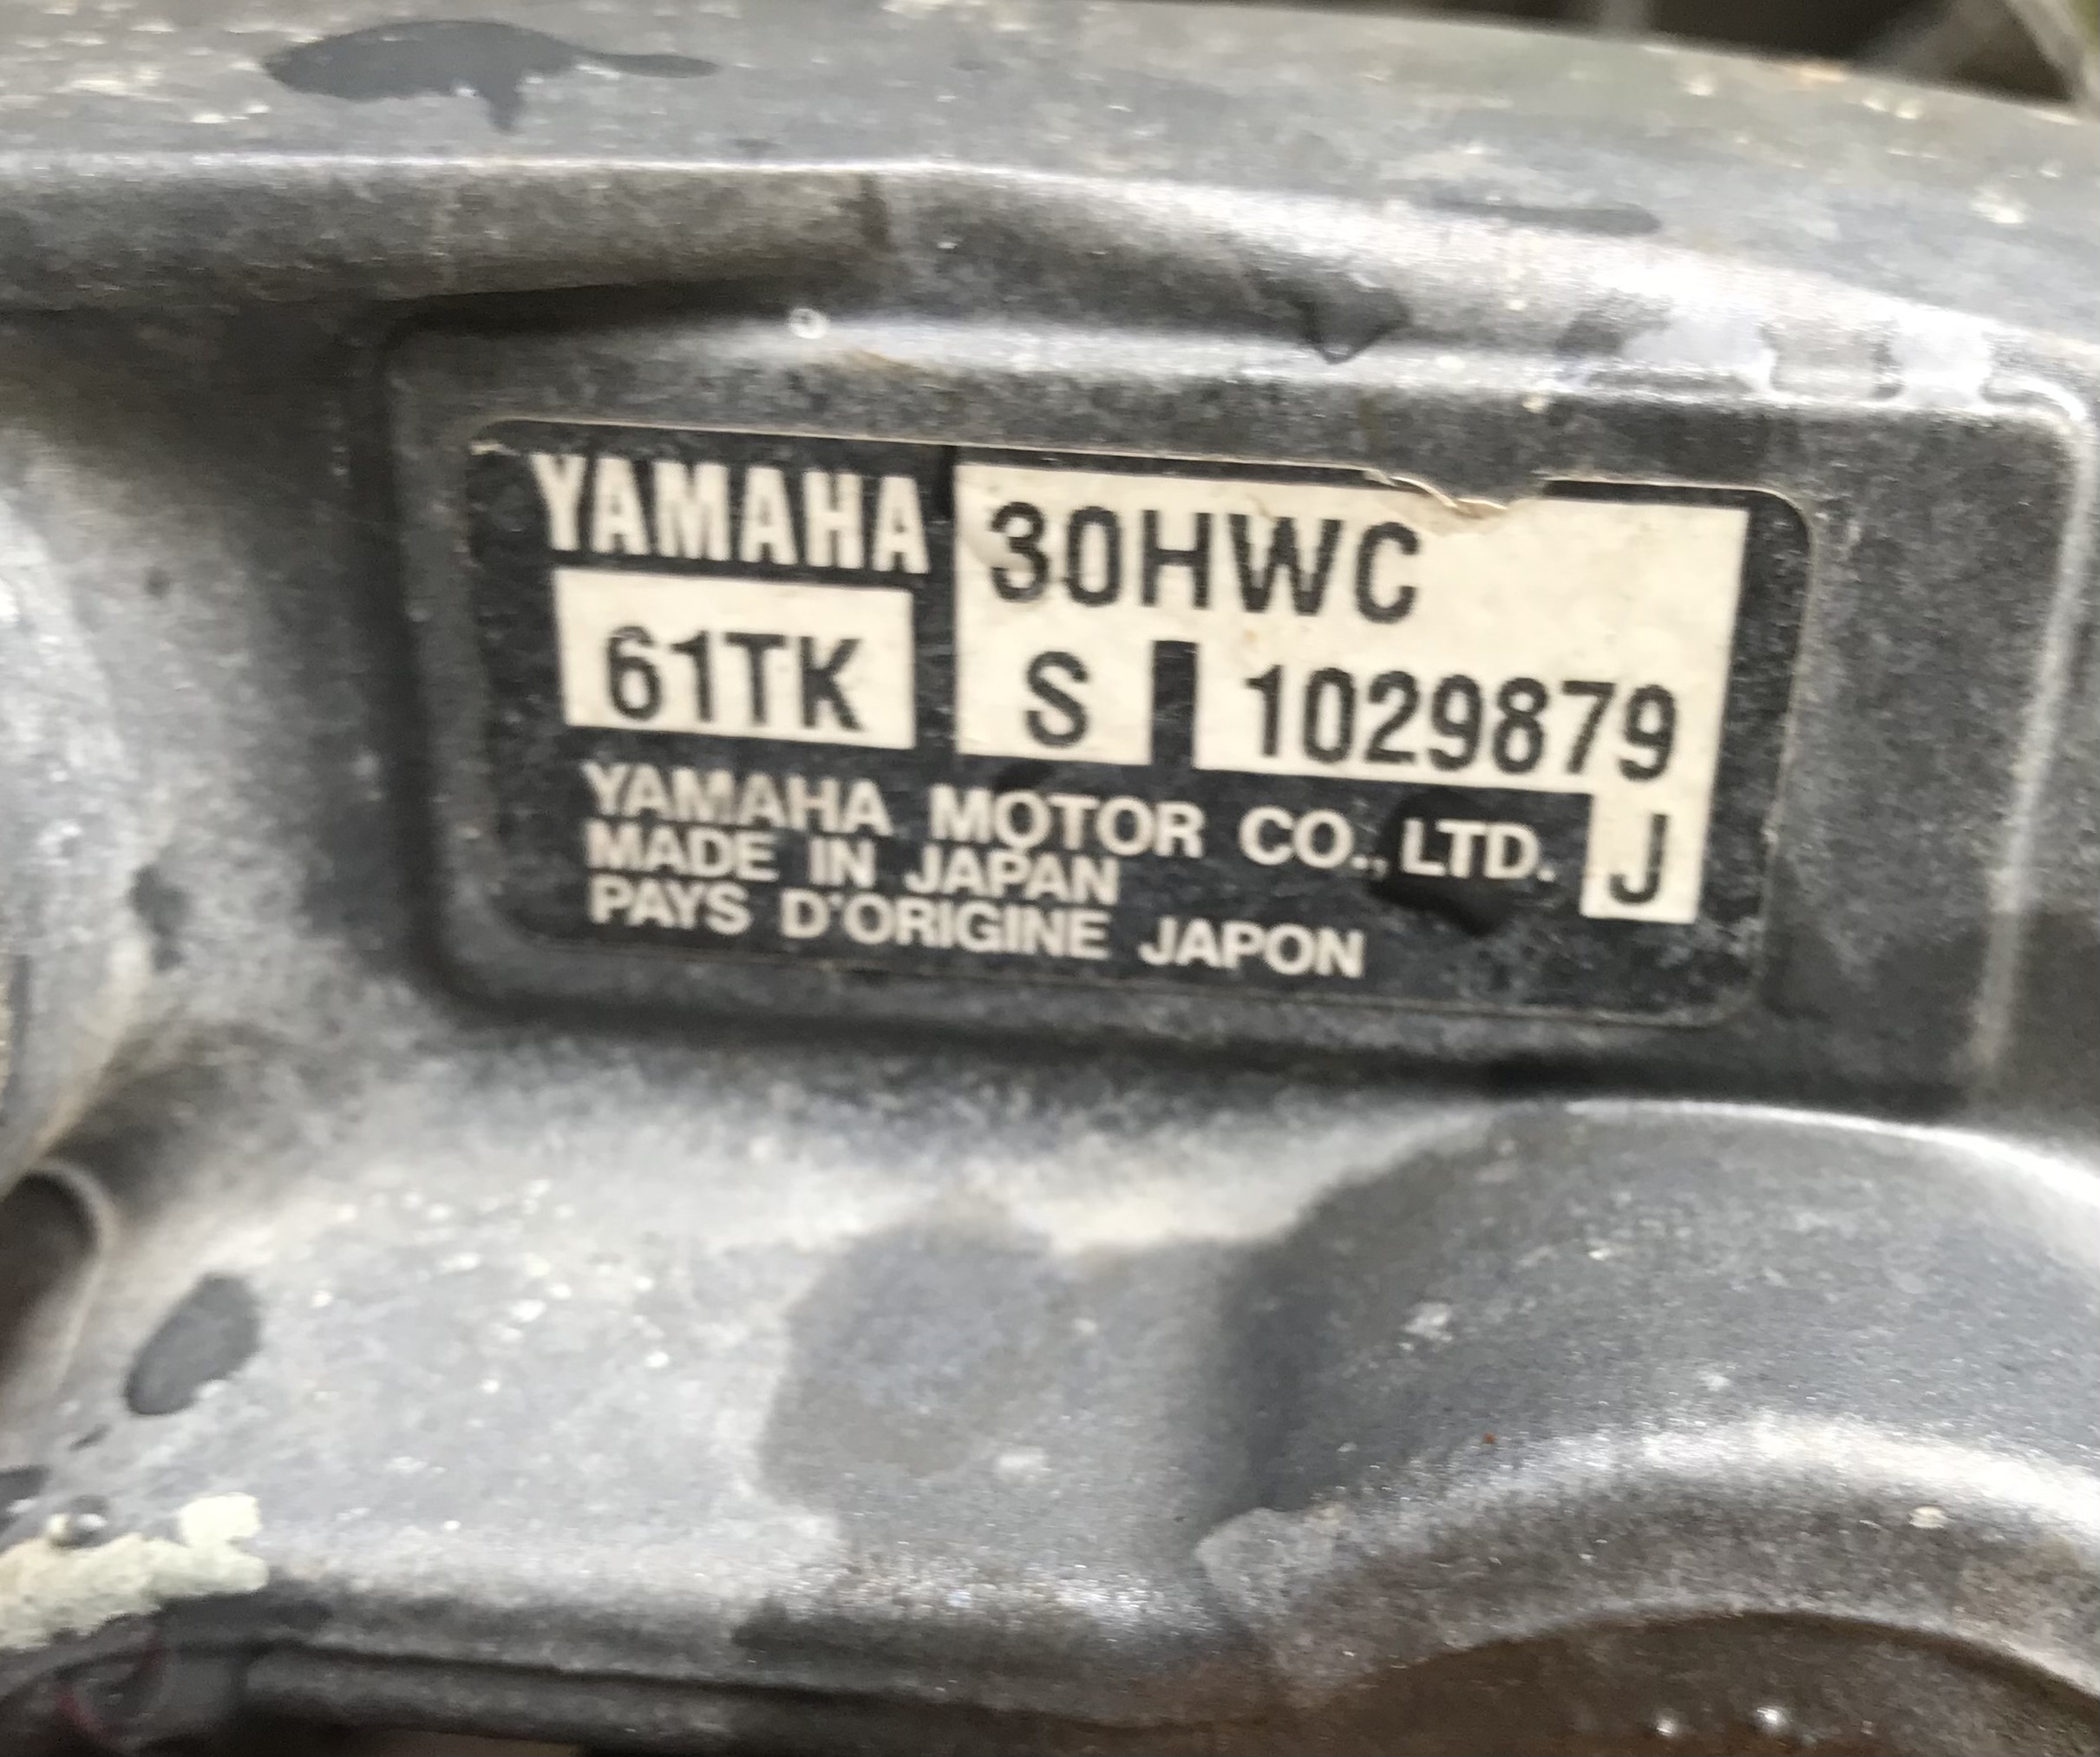 YAMAHA 30HWC
61TK S 1029879
YAMAHA MOTOR CO., LTD. J
MADE IN JAPAN
PAYS D'ORIGINE JAPON